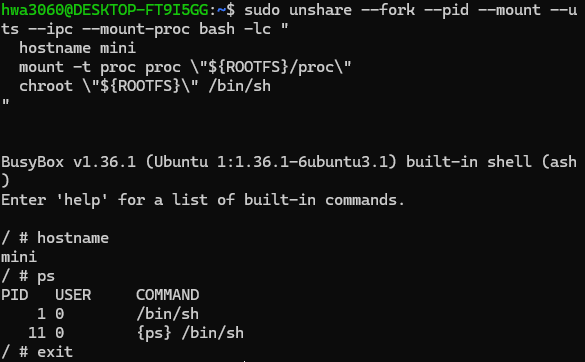 hwa3060@DESKTOP-FT9I5GG:~$ sudo unshare --fork --pid --mount --u
ts --ipc --mount-proc bash -lc "
  hostname mini
  mount -t proc proc \"${ROOTFS}/proc\"
  chroot \"${ROOTFS}\" /bin/sh
"
BusyBox v1.36.1 (Ubuntu 1:1.36.1-6ubuntu3.1) built-in shell (ash
)
Enter 'help' for a list of built-in commands.
/ # hostname
mini
/ # ps
PID   USER     COMMAND
    1 0        /bin/sh
   11 0        {ps} /bin/sh
/ # exit